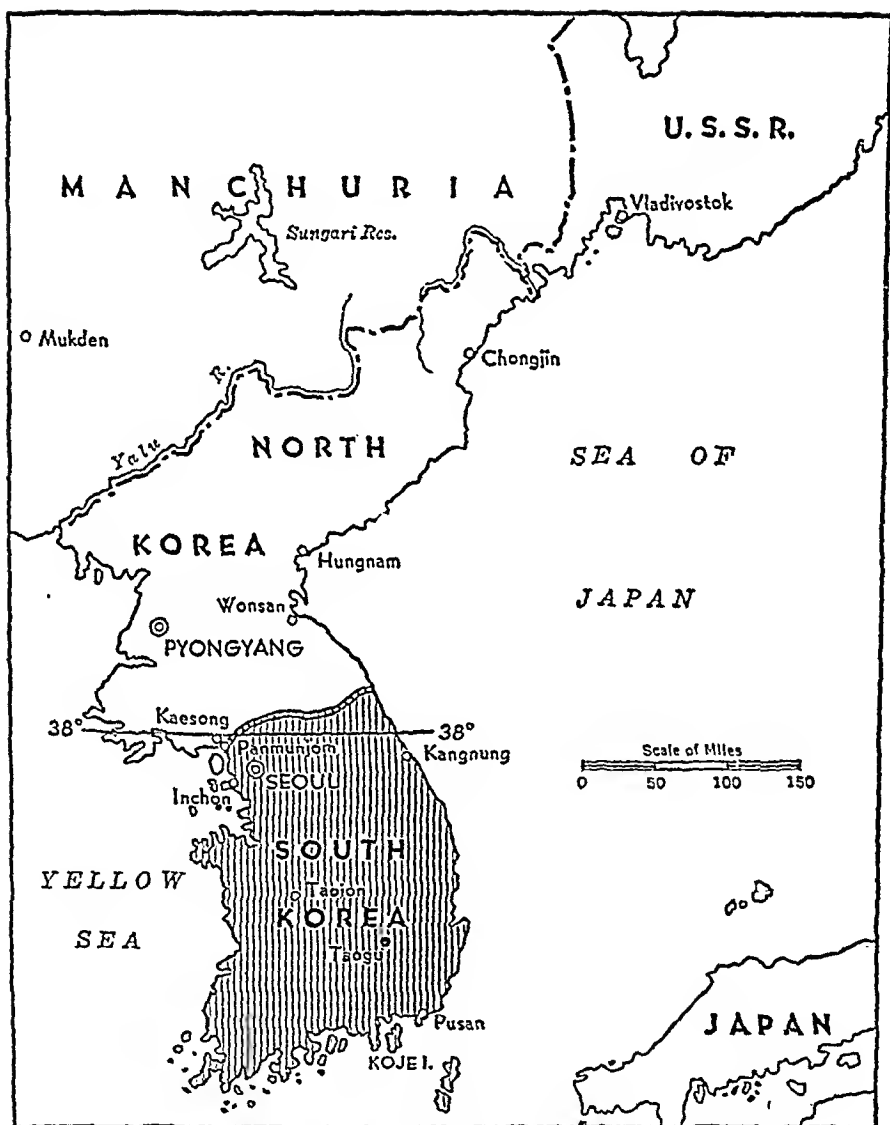 U.S.S.R.
MANCHURIA
Vladivostok
Sungari Res.
Mukden
Chongjin
Yalu R.
NORTH
KOREA
SEA OF
JAPAN
Hungnam
Wonsan
PYONGYANG
Kaesong
38° 38°
Panmunjom
Kangnung
Scale of Miles
0 50 100 150
SEOUL
Inchon
SOUTH
KOREA
YELLOW
SEA
Taejon
Taegu
Pusan
KOJE I.
JAPAN